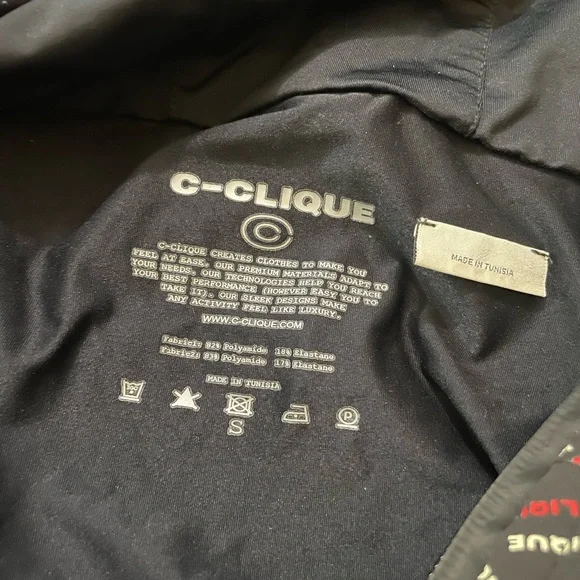 C-CLIQUE
C-CLIQUE CREATES CLOTHES TO MAKE YOU
FEEL AT EASE. OUR PREMIUM MATERIALS ADAPT TO
YOUR NEEDS. OUR TECHNOLOGIES HELP YOU REACH
YOUR BEST PERFORMANCE (HOWEVER EASY YOU TO
TAKE IT). OUR SLEEK DESIGNS MAKE
ANY ACTIVITY FEEL LIKE LUXURY.
WWW.C-CLIQUE.COM
Fabric1: 82% Polyamide 18% Elastane
Fabric2: 83% Polyamide 17% Elastane
MADE IN TUNISIA
S
MADE IN TUNISIA
LIQU
IQUE